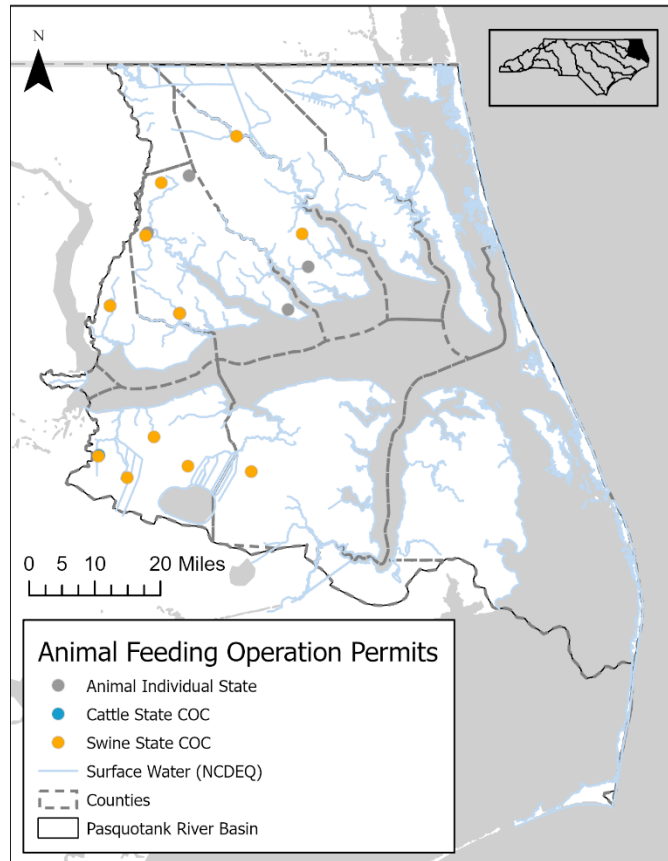 N
0 5 10 20 Miles
Animal Feeding Operation Permits
Animal Individual State
Cattle State COC
Swine State COC
Surface Water (NCDEQ)
Counties
Pasquotank River Basin